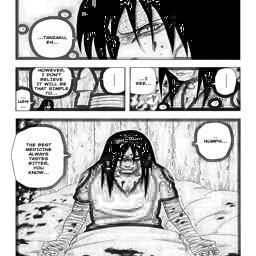 ...TANZAKU,
EH...
...I
SEE...
HOWEVER,
I DON'T
BELIEVE IT
WILL BE
THAT SIMPLE
TO...
...UGH...
..HUMPH..
THE BEST
MEDICINE
ALWAYS
TASTES
BITTER, YOU
KNOW...